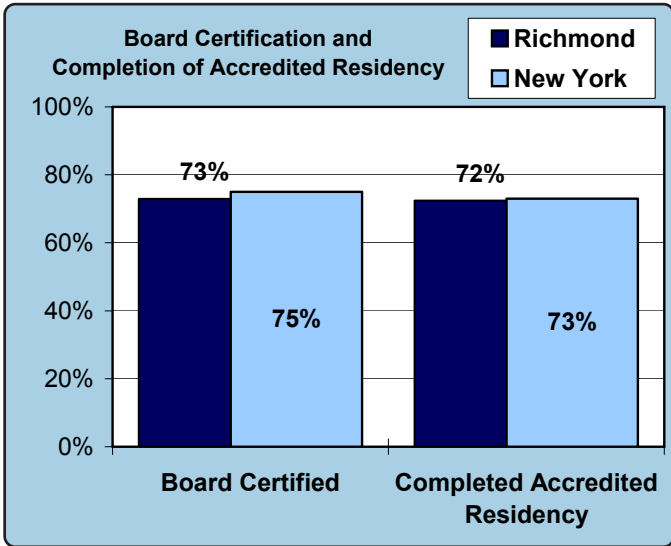 Board Certification and
Completion of Accredited Residency
Richmond
New York
100%
80%
60%
40%
20%
0%
73%
75%
72%
73%
Board Certified
Completed Accredited
Residency